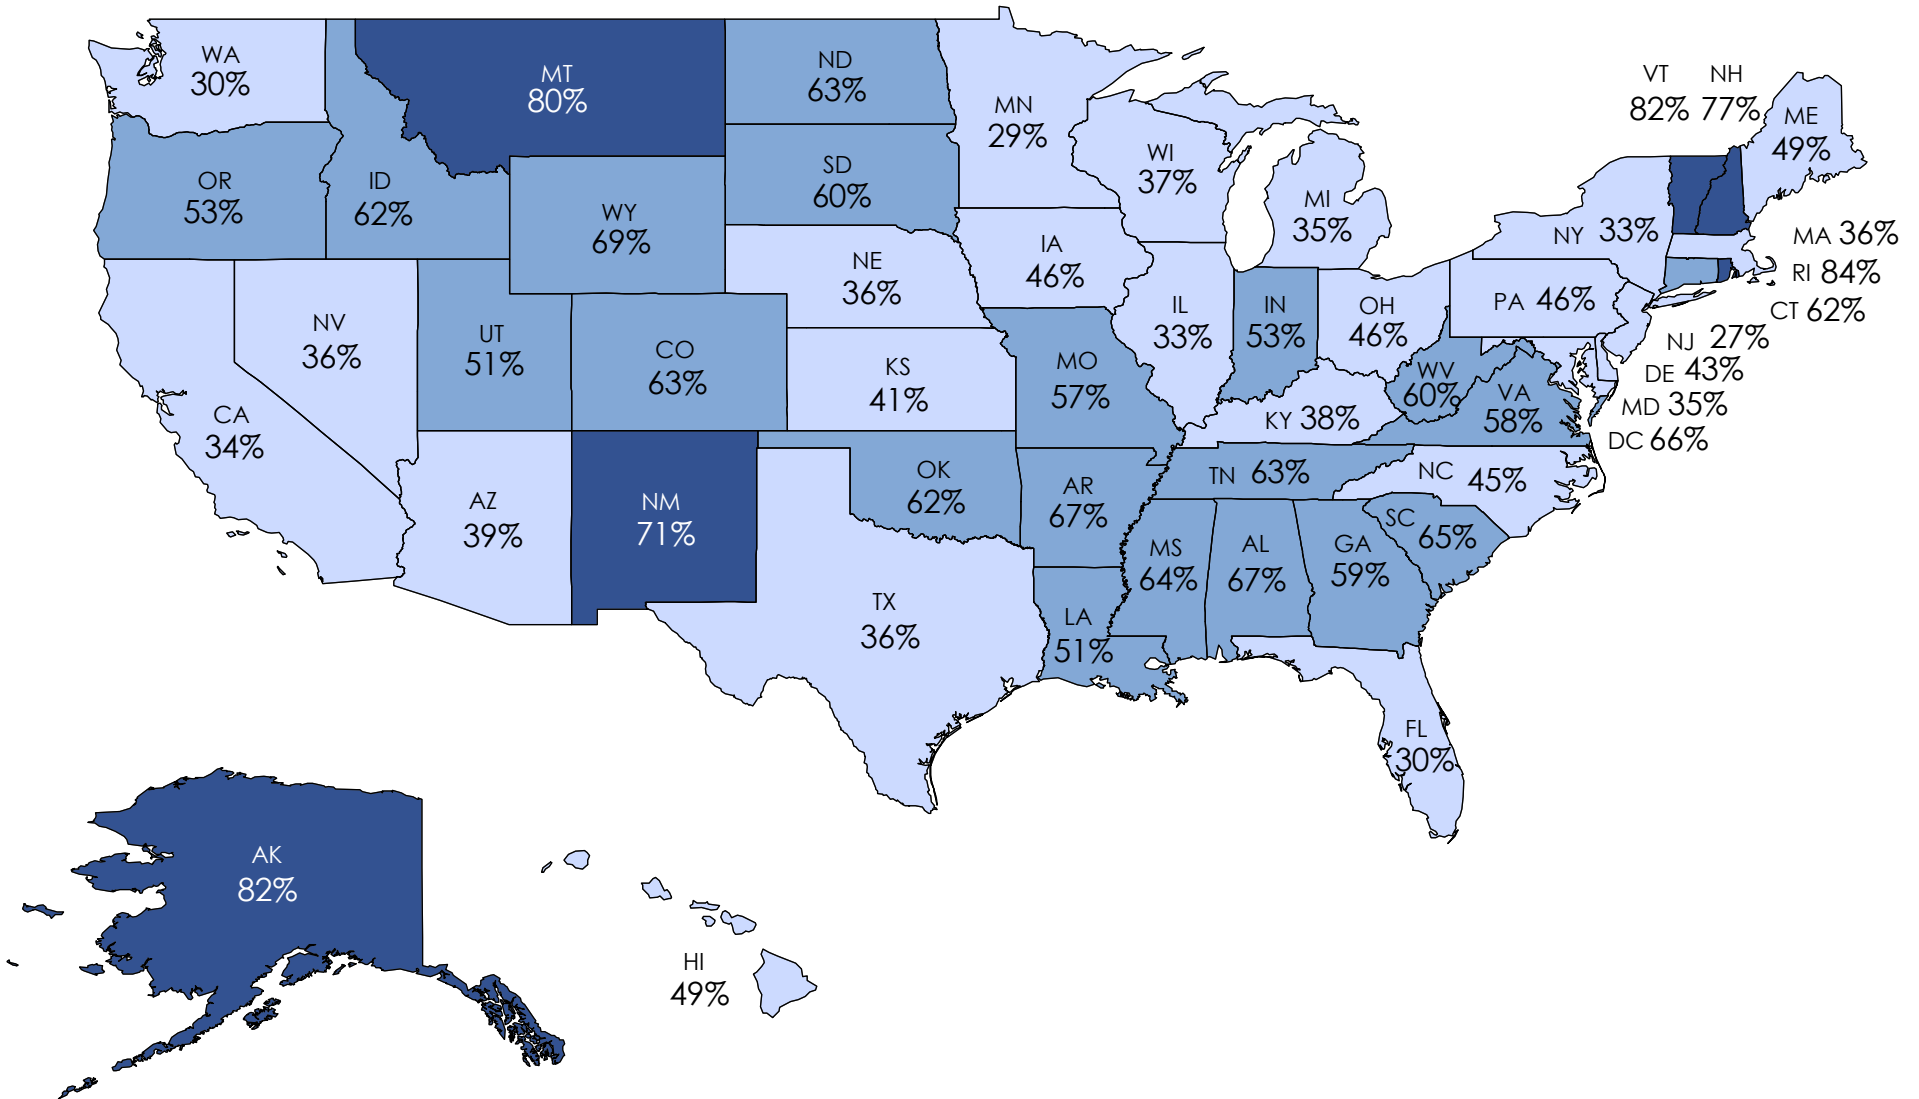 WA
30%
MT
80%
ND
63%
MN
29%
VT
82%
NH
77%
ME
49%
OR
53%
ID
62%
WY
69%
SD
60%
WI
37%
MI
35%
NY 33%
MA 36%
RI 84%
CT 62%
NE
36%
IA
46%
PA 46%
NV
36%
UT
51%
CO
63%
KS
41%
MO
57%
IL
33%
IN
53%
OH
46%
NJ 27%
DE 43%
MD 35%
DC 66%
WV
60%
VA
58%
CA
34%
KY 38%
AZ
39%
NM
71%
OK
62%
AR
67%
TN 63%
NC 45%
SC
65%
MS
64%
AL
67%
GA
59%
TX
36%
LA
51%
FL
30%
AK
82%
HI
49%